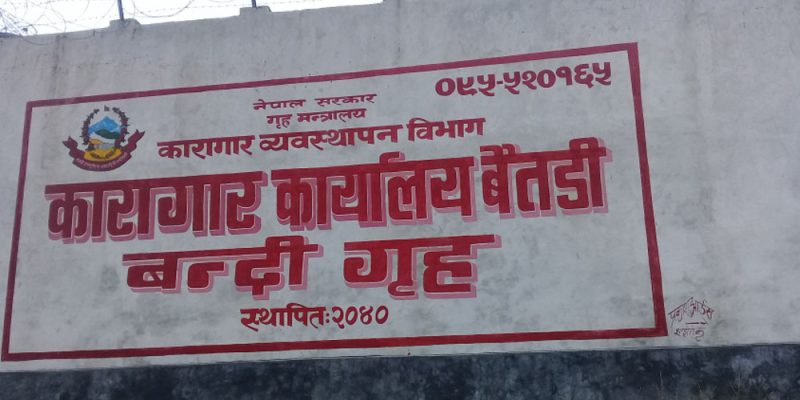 ०९५-५२०१६५
नेपाल सरकार
गृह मन्त्रालय
कारागार व्यवस्थापन विभाग
कारागार कार्यालय बैतडी
बन्दी गृह
स्थापितः२०४०